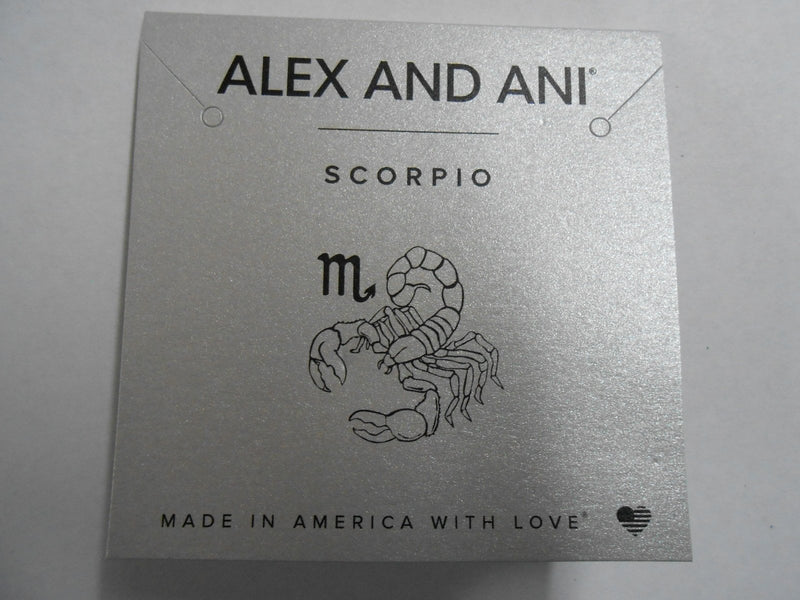 ALEX AND ANI®
SCORPIO
♏
MADE IN AMERICA WITH LOVE®